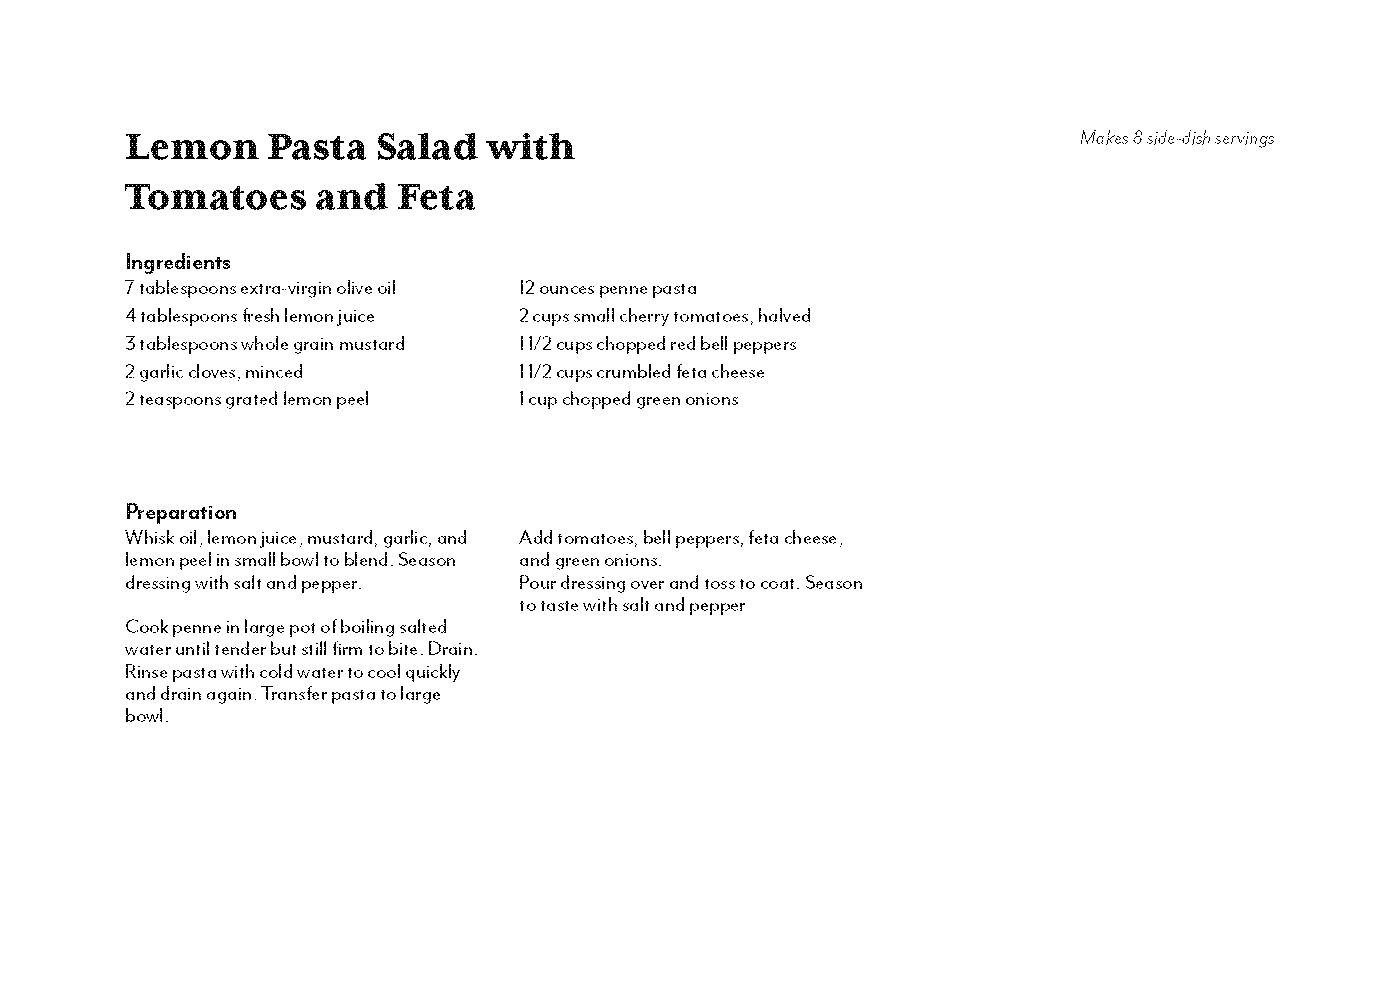 Lemon Pasta Salad with
Tomatoes and Feta
Makes 8 side-dish servings
Ingredients
7 tablespoons extra-virgin olive oil
4 tablespoons fresh lemon juice
3 tablespoons whole grain mustard
2 garlic cloves, minced
2 teaspoons grated lemon peel
12 ounces penne pasta
2 cups small cherry tomatoes, halved
1 1/2 cups chopped red bell peppers
1 1/2 cups crumbled feta cheese
1 cup chopped green onions
Preparation
Whisk oil, lemon juice, mustard, garlic, and
lemon peel in small bowl to blend. Season
dressing with salt and pepper.
Cook penne in large pot of boiling salted
water until tender but still firm to bite. Drain.
Rinse pasta with cold water to cool quickly
and drain again. Transfer pasta to large
bowl.
Add tomatoes, bell peppers, feta cheese,
and green onions.
Pour dressing over and toss to coat. Season
to taste with salt and pepper